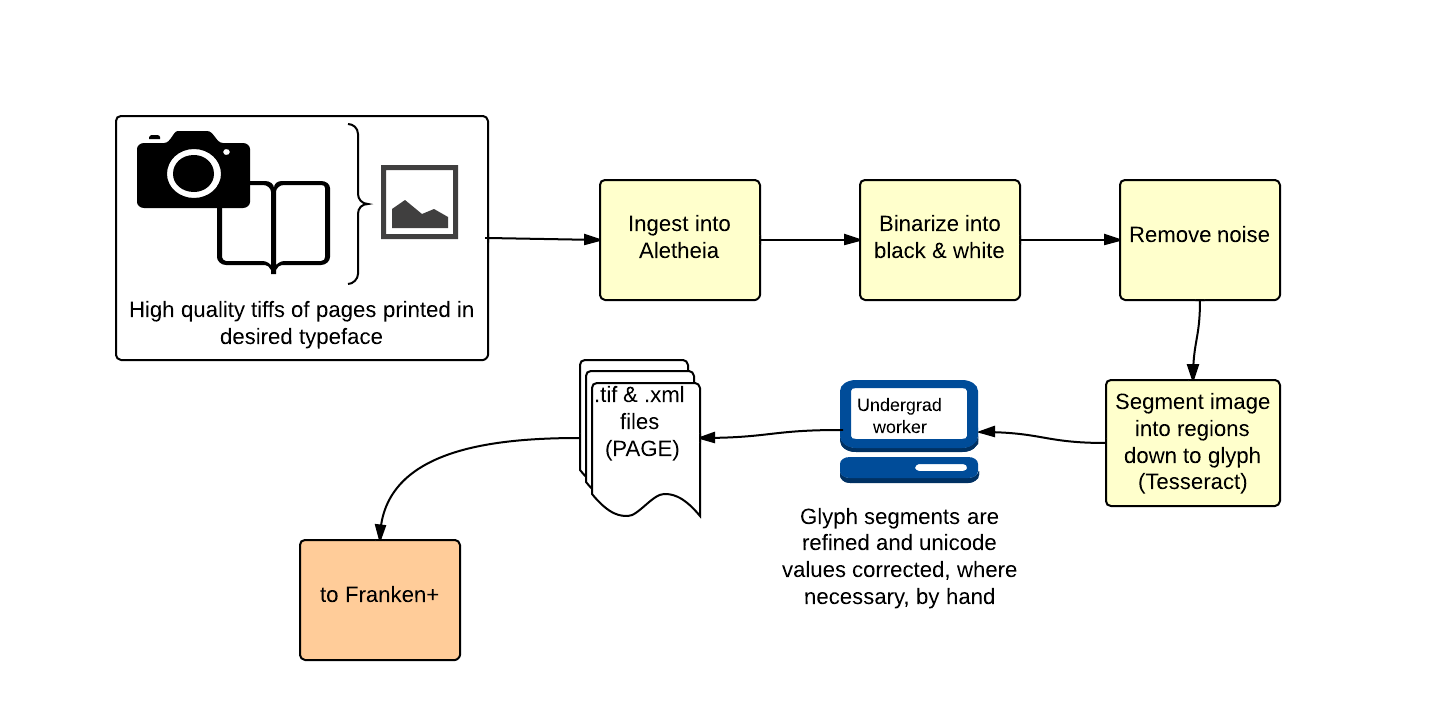 High quality tiffs of pages printed in
desired typeface
Ingest into
Aletheia
Binarize into
black & white
Remove noise
Segment image
into regions
down to glyph
(Tesseract)
Undergrad
worker
Glyph segments are
refined and unicode
values corrected, where
necessary, by hand
.tif & .xml
files
(PAGE)
to Franken+